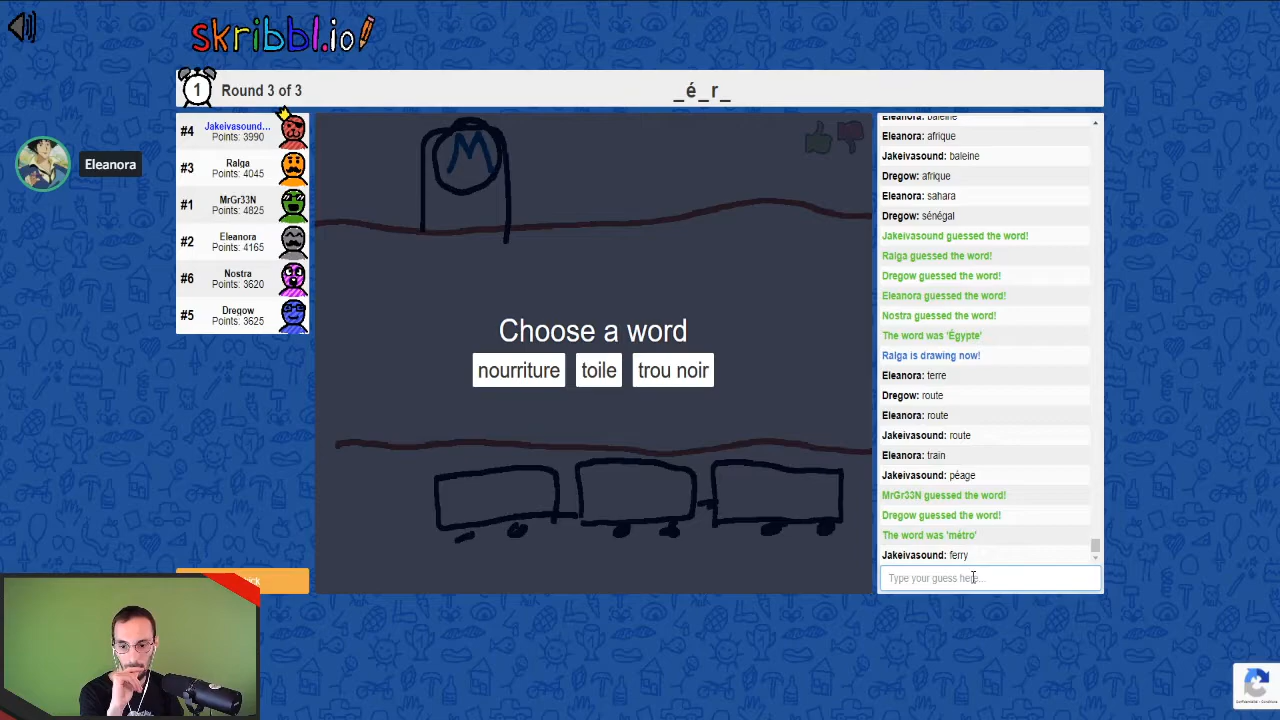 skribbl.io
1
Round 3 of 3
_é_r_
#4
Jakeivasound...
Points: 3990
#3
Ralga
Points: 4045
#1
MrGr33N
Points: 4825
#2
Eleanora
Points: 4165
#6
Nostra
Points: 3620
#5
Dregow
Points: 3625
Eleanora
M
Choose a word
nourriture
toile
trou noir
Eleanora: baleine
Eleanora: afrique
Jakeivasound: baleine
Dregow: afrique
Eleanora: sahara
Dregow: sénégal
Jakeivasound guessed the word!
Ralga guessed the word!
Dregow guessed the word!
Eleanora guessed the word!
Nostra guessed the word!
The word was 'Égypte'
Ralga is drawing now!
Eleanora: terre
Dregow: route
Eleanora: route
Jakeivasound: route
Eleanora: train
Jakeivasound: péage
MrGr33N guessed the word!
Dregow guessed the word!
The word was 'métro'
Jakeivasound: ferry
Type your guess here...